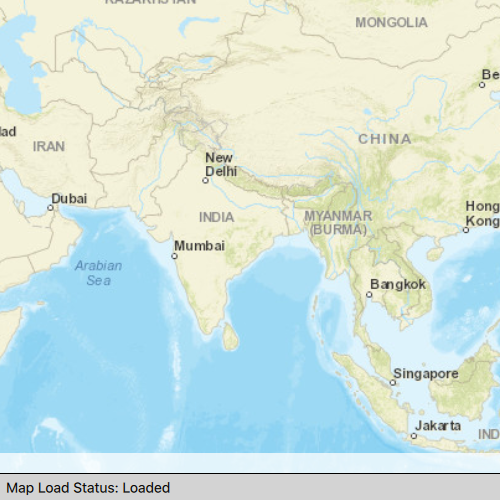 KAZAKHSTAN
MONGOLIA
Be
ad
IRAN
CHINA
New
Delhi
Dubai
INDIA
MYANMAR
(BURMA)
Hong
Kong
Mumbai
Arabian
Sea
Bangkok
Singapore
Jakarta
IND
Map Load Status: Loaded